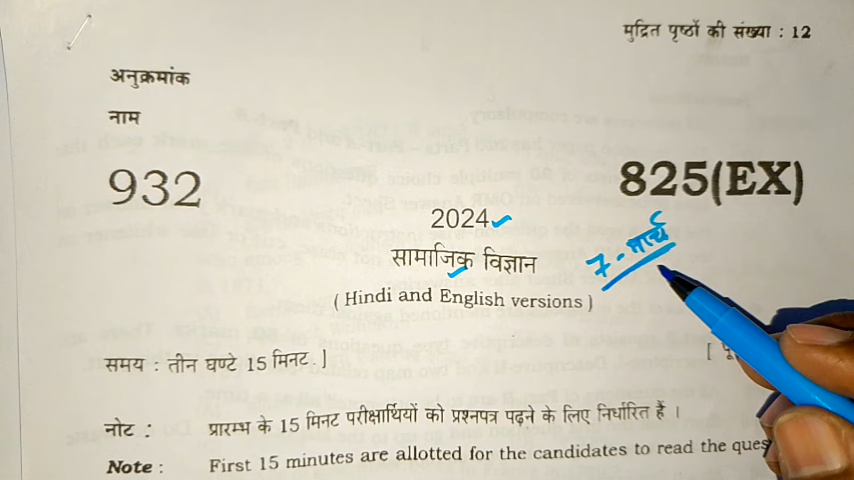 मुद्रित पृष्ठों की संख्या : 12
अनुक्रमांक
नाम
932
825(EX)
2024
सामाजिक विज्ञान
7-मार्च
( Hindi and English versions )
समय : तीन घण्टे 15 मिनट ]
[
नोट : प्रारम्भ के 15 मिनट परीक्षार्थियों को प्रश्नपत्र पढ़ने के लिए निर्धारित हैं ।
Note : First 15 minutes are allotted for the candidates to read the